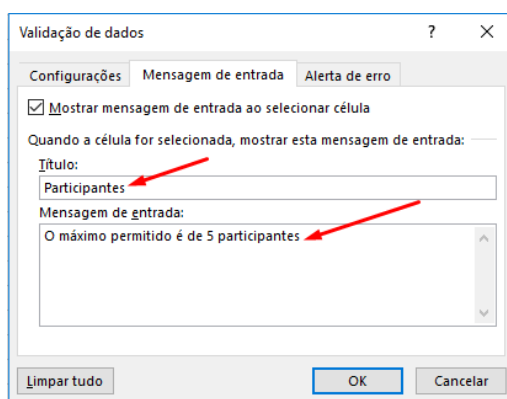 Validação de dados ? ×
Configurações Mensagem de entrada Alerta de erro
Mostrar mensagem de entrada ao selecionar célula
Quando a célula for selecionada, mostrar esta mensagem de entrada:
Título:
Participantes
Mensagem de entrada:
O máximo permitido é de 5 participantes
Limpar tudo OK Cancelar